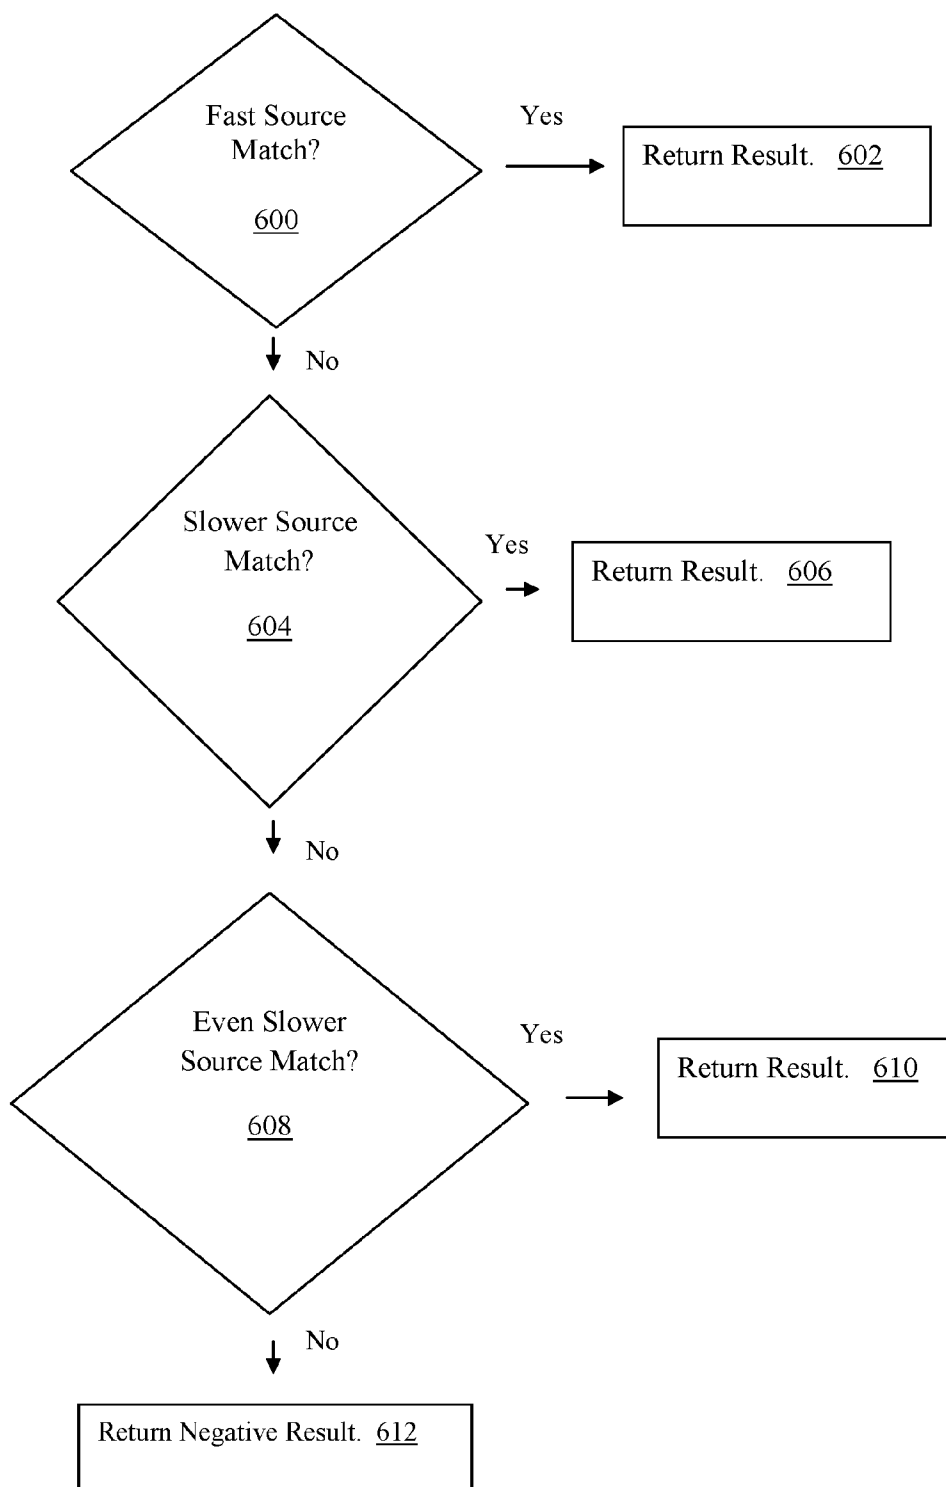 Fast Source
Match?
600
Yes
Return Result. 602
No
Slower Source
Match?
604
Yes
Return Result. 606
No
Even Slower
Source Match?
608
Yes
Return Result. 610
No
Return Negative Result. 612